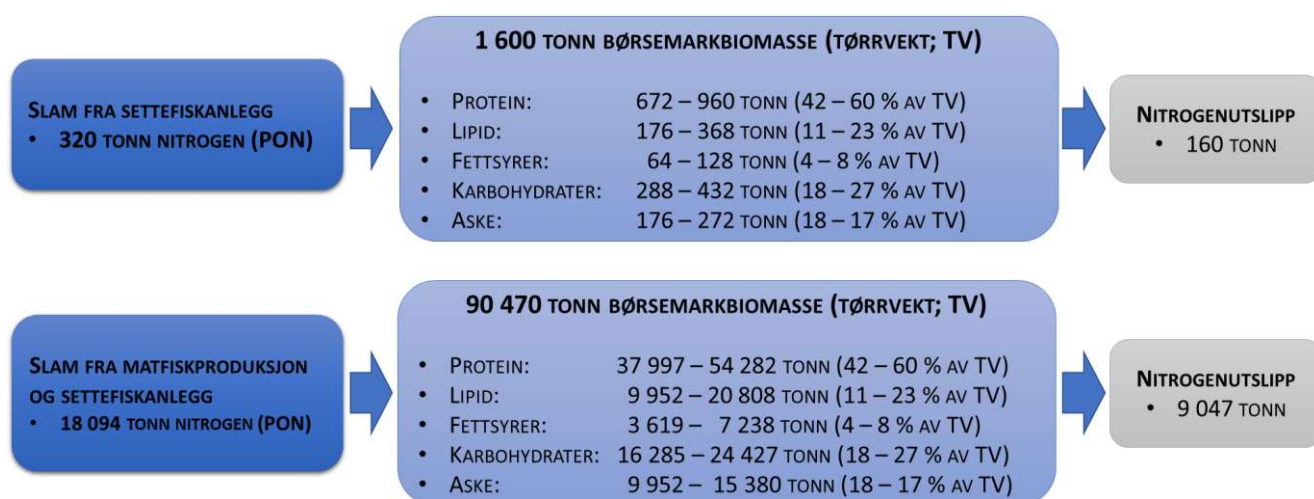 1 600 TONN BØRSEMARKBIOMASSE (TØRRVEKT; TV)
SLAM FRA SETTEFISKANLEGG
• 320 TONN NITROGEN (PON)
• PROTEIN: 672 – 960 TONN (42 – 60 % AV TV)
• LIPID: 176 – 368 TONN (11 – 23 % AV TV)
• FETTSYRER: 64 – 128 TONN (4 – 8 % AV TV)
• KARBOHYDRATER: 288 – 432 TONN (18 – 27 % AV TV)
• ASKE: 176 – 272 TONN (18 – 17 % AV TV)
NITROGENUTSLIPP
• 160 TONN
90 470 TONN BØRSEMARKBIOMASSE (TØRRVEKT; TV)
SLAM FRA MATFISKPRODUKSJON
OG SETTEFISKANLEGG
• 18 094 TONN NITROGEN (PON)
• PROTEIN: 37 997 – 54 282 TONN (42 – 60 % AV TV)
• LIPID: 9 952 – 20 808 TONN (11 – 23 % AV TV)
• FETTSYRER: 3 619 – 7 238 TONN (4 – 8 % AV TV)
• KARBOHYDRATER: 16 285 – 24 427 TONN (18 – 27 % AV TV)
• ASKE: 9 952 – 15 380 TONN (18 – 17 % AV TV)
NITROGENUTSLIPP
• 9 047 TONN